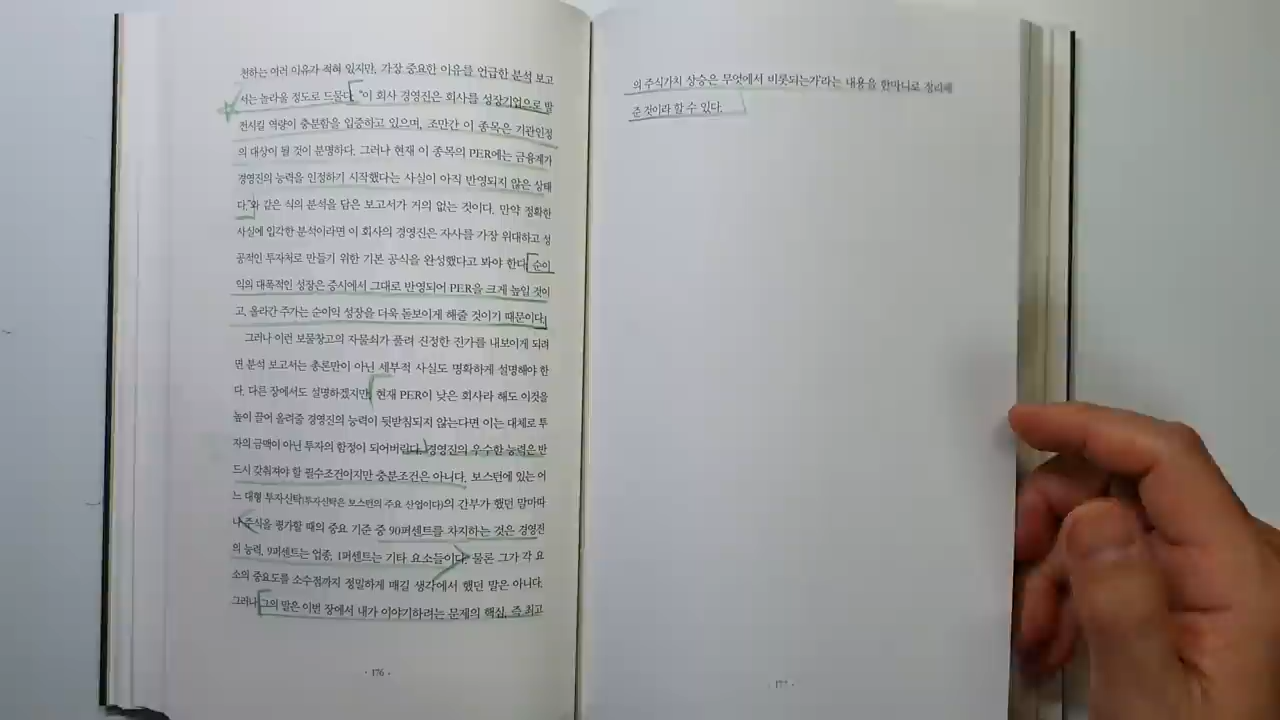 천하는 여러 이유가 적혀 있지만, 가장 중요한 이유를 언급한 분석 보고
서는 놀라울 정도로 드물다. "이 회사 경영진은 회사를 성장기업으로 발
전시킬 역량이 충분함을 입증하고 있으며, 조만간 이 종목은 기관인정
의 대상이 될 것이 분명하다. 그러나 현재 이 종목의 PER에는 금융계가
경영진의 능력을 인정하기 시작했다는 사실이 아직 반영되지 않은 상태
다."와 같은 식의 분석을 담은 보고서가 거의 없는 것이다. 만약 정확한
사실에 입각한 분석이라면 이 회사의 경영진은 자사를 가장 위대하고 성
공적인 투자처로 만들기 위한 기본 공식을 완성했다고 봐야 한다. 순이
익의 대폭적인 성장은 증시에서 그대로 반영되어 PER을 크게 높일 것이
고, 올라간 주가는 순이익 성장을 더욱 돋보이게 해줄 것이기 때문이다.
그러나 이런 보물창고의 자물쇠가 풀려 진정한 진가를 내보이게 되려
면 분석 보고서는 총론만이 아닌 세부적 사실도 명확하게 설명해야 한
다. 다른 장에서도 설명하겠지만, 현재 PER이 낮은 회사라 해도 이것을
높이 끌어 올려줄 경영진의 능력이 뒷받침되지 않는다면 이는 대체로 투
자의 금맥이 아닌 투자의 함정이 되어버린다. 경영진의 우수한 능력은 반
드시 갖춰져야 할 필수조건이지만 충분조건은 아니다. 보스턴에 있는 어
느 대형 투자신탁(투자신탁은 보스턴의 주요 산업이다)의 간부가 했던 말마따
나 주식을 평가할 때의 중요 기준 중 90퍼센트를 차지하는 것은 경영진
의 능력, 9퍼센트는 업종, 1퍼센트는 기타 요소들이다. 물론 그가 각 요
소의 중요도를 소수점까지 정밀하게 매길 생각에서 했던 말은 아니다.
그러나 그의 말은 이번 장에서 내가 이야기하려는 문제의 핵심, 즉 최고
· 176 ·
의 주식가치 상승은 무엇에서 비롯되는가'라는 내용을 한마디로 정리해
준 것이라 할 수 있다.
· 177 ·